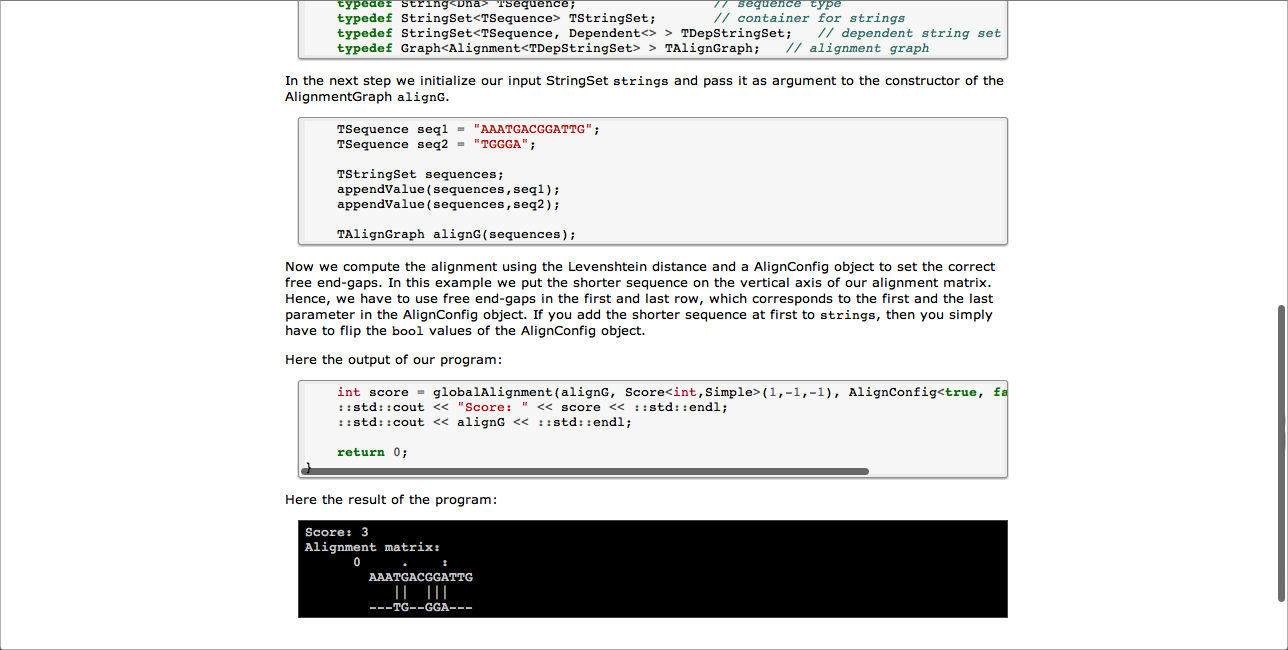 typedef String<Dna> TSequence; // sequence type
typedef StringSet<TSequence> TStringSet; // container for strings
typedef StringSet<TSequence, Dependent<> > TDepStringSet; // dependent string set
typedef Graph<Alignment<TDepStringSet> > TAlignGraph; // alignment graph
In the next step we initialize our input StringSet strings and pass it as argument to the constructor of the
AlignmentGraph alignG.
TSequence seq1 = "AAATGACGGATTG";
TSequence seq2 = "TGGGA";
TStringSet sequences;
appendValue(sequences,seq1);
appendValue(sequences,seq2);
TAlignGraph alignG(sequences);
Now we compute the alignment using the Levenshtein distance and a AlignConfig object to set the correct
free end-gaps. In this example we put the shorter sequence on the vertical axis of our alignment matrix.
Hence, we have to use free end-gaps in the first and last row, which corresponds to the first and the last
parameter in the AlignConfig object. If you add the shorter sequence at first to strings, then you simply
have to flip the bool values of the AlignConfig object.
Here the output of our program:
int score = globalAlignment(alignG, Score<int,Simple>(1,-1,-1), AlignConfig<true, fa
::std::cout << "Score: " << score << ::std::endl;
::std::cout << alignG << ::std::endl;
return 0;
}
Here the result of the program:
Score: 3
Alignment matrix:
0 . :
AAATGACGGATTG
|| |||
---TG--GGA---